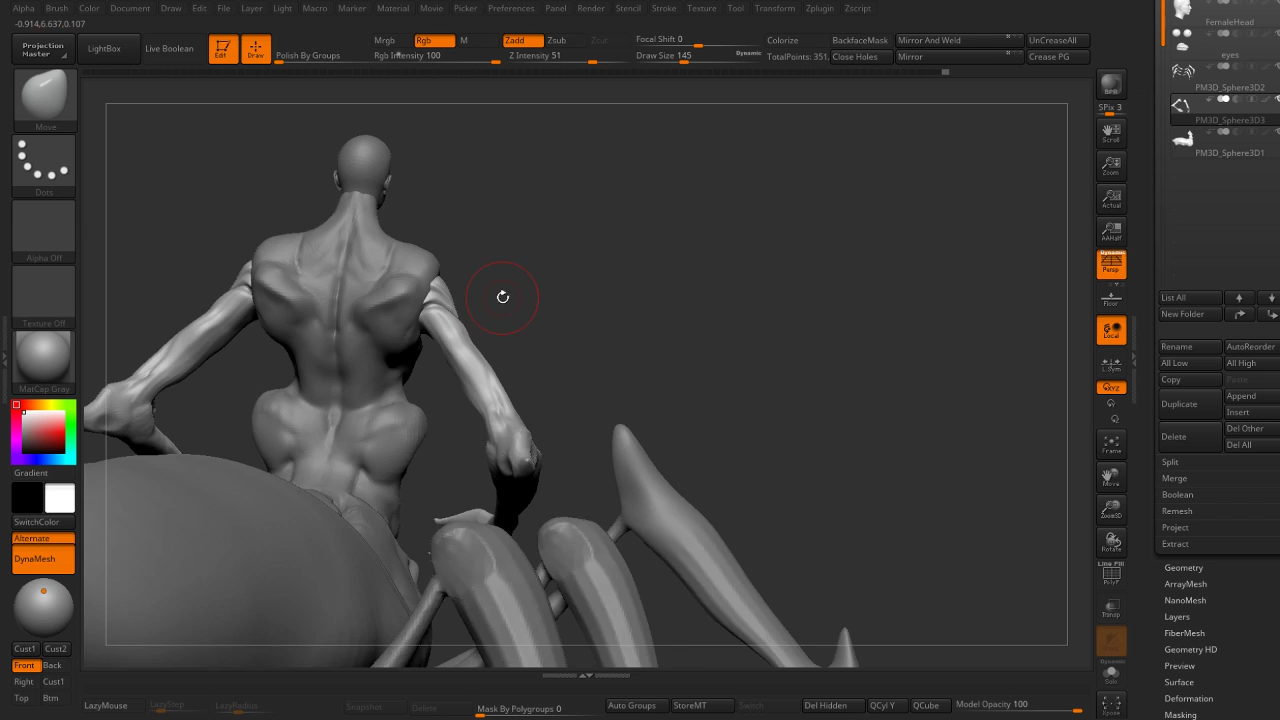 Alpha Brush Color Document Draw Edit File Layer Light Macro Marker Material Movie Picker Preferences Panel Render Stencil Stroke Texture Tool Transform Zplugin Zscript
-0.914,6.637,0.107
Projection Master
LightBox
Live Boolean
Edit
Draw
Polish By Groups
Mrgb
Rgb
M
Rgb Intensity 100
Zadd
Zsub
Zcut
Z Intensity 51
Focal Shift 0
Draw Size 145
Dynamic
Colorize
TotalPoints: 351,
BackfaceMask
Close Holes
Mirror And Weld
Mirror
UnCreaseAll
Crease PG
Move
Dots
Alpha Off
Texture Off
MatCap Gray
Gradient
SwitchColor
Alternate
DynaMesh
Cust1 Cust2
Front Back
Right Cust1
Top Btm
BPR
SPix 3
Scroll
Zoom
Actual
AAHalf
Dynamic
Persp
Floor
Local
L.Sym
XYZ
Frame
Move
Zoom3D
Rotate
Line Fill
PolyF
Transp
Dynamic
Solo
Xpose
FemaleHead
eyes
PM3D_Sphere3D2
PM3D_Sphere3D3
PM3D_Sphere3D1
List All
New Folder
Rename AutoReorder
All Low All High
Copy Paste
Duplicate
Append
Insert
Delete
Del Other
Del All
Split
Merge
Boolean
Remesh
Project
Extract
Geometry
ArrayMesh
NanoMesh
Layers
FiberMesh
Geometry HD
Preview
Surface
Deformation
Masking
LazyMouse
LazyStep
LazyRadius
Snapshot
Delete
Mask By Polygroups 0
Auto Groups
StoreMT
Switch
Del Hidden
QCyl Y
QCube
Model Opacity 100